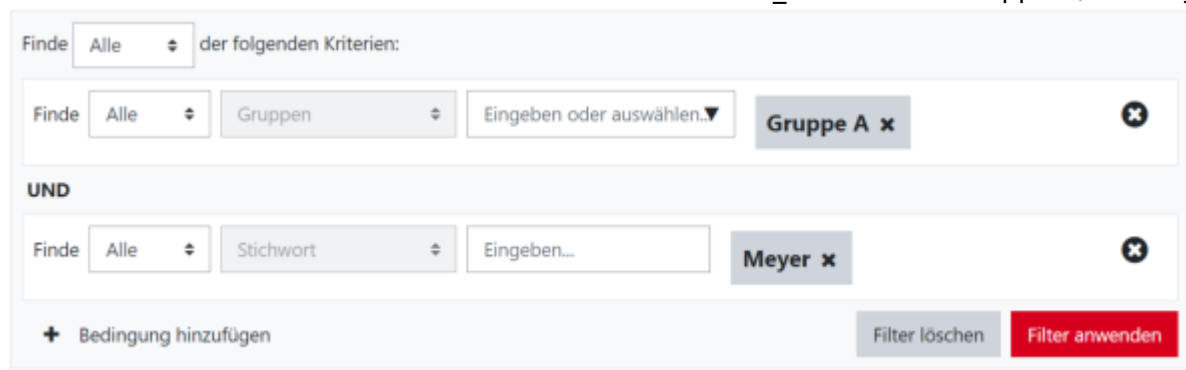 Finde Alle der folgenden Kriterien:
Finde Alle Gruppen Eingeben oder auswählen.. Gruppe A
UND
Finde Alle Stichwort Eingeben... Meyer
Bedingung hinzufügen Filter löschen Filter anwenden